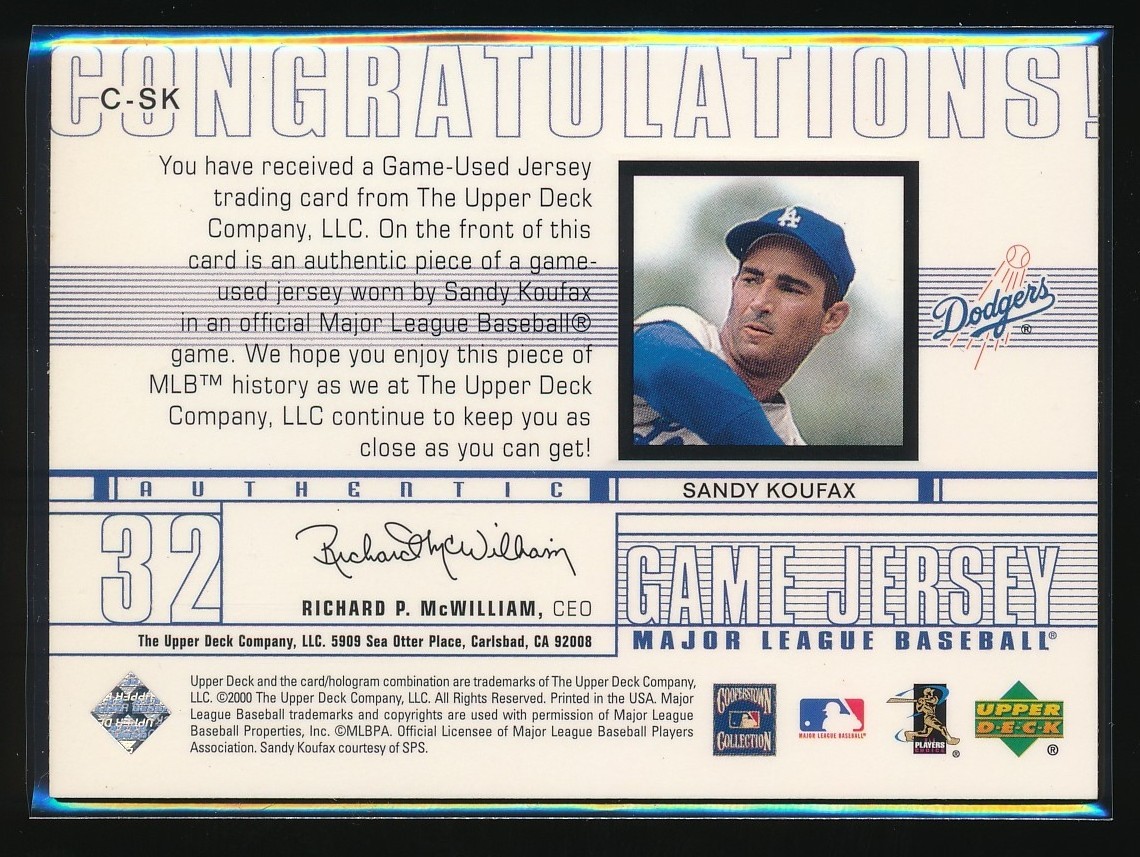 CONGRATULATIONS!
C-SK
You have received a Game-Used Jersey
trading card from The Upper Deck
Company, LLC. On the front of this
card is an authentic piece of a game-
used jersey worn by Sandy Koufax
in an official Major League Baseball®
game. We hope you enjoy this piece of
MLB™ history as we at The Upper Deck
Company, LLC continue to keep you as
close as you can get!
LA
Dodgers®
AUTHENTIC
SANDY KOUFAX
32
Richard McWilliam
RICHARD P. McWILLIAM, CEO
GAME JERSEY
MAJOR LEAGUE BASEBALL®
The Upper Deck Company, LLC. 5909 Sea Otter Place, Carlsbad, CA 92008
Upper Deck and the card/hologram combination are trademarks of The Upper Deck Company,
LLC. ©2000 The Upper Deck Company, LLC. All Rights Reserved. Printed in the USA. Major
League Baseball trademarks and copyrights are used with permission of Major League
Baseball Properties, Inc. ©MLBPA. Official Licensee of Major League Baseball Players
Association. Sandy Koufax courtesy of SPS.
COOPERSTOWN
COLLECTION
MAJOR LEAGUE BASEBALL®
PLAYERS
CHOICE®
UPPER
DECK®